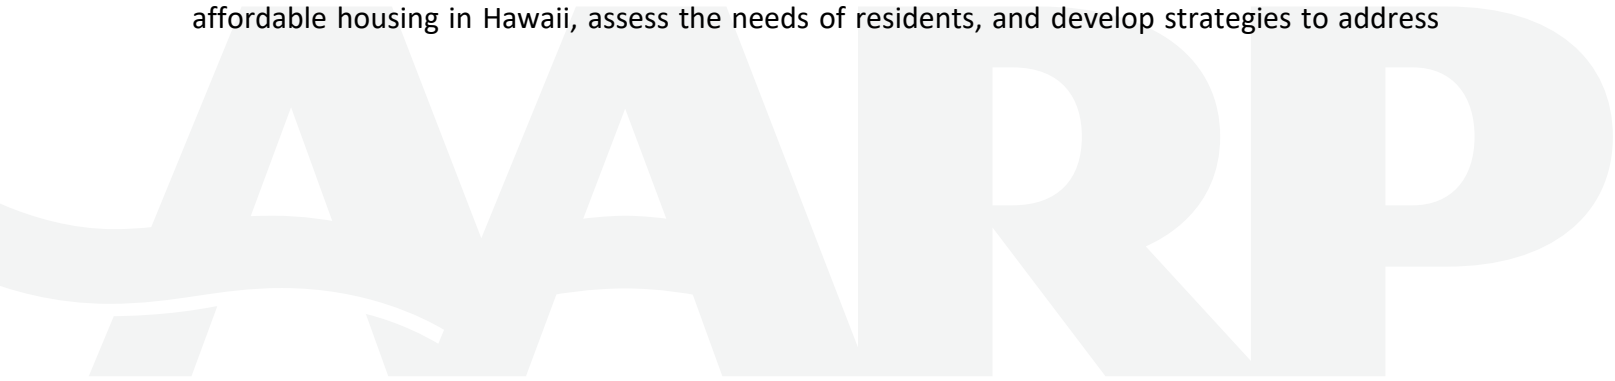 affordable housing in Hawaii, assess the needs of residents, and develop strategies to address
AARP